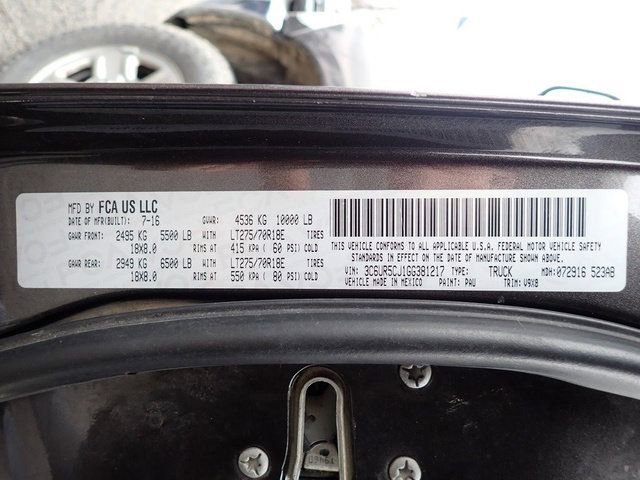 MFD BY FCA US LLC
DATE OF MFR(BUILT): 7-16 GVWR: 4536 KG 10000 LB
GAWR FRONT: 2495 KG 5500 LB WITH LT275/70R18E TIRES
18X8.0 RIMS AT 415 KPA ( 60 PSI) COLD
GAWR REAR: 2949 KG 6500 LB WITH LT275/70R18E TIRES
18X8.0 RIMS AT 550 KPA ( 80 PSI) COLD
THIS VEHICLE CONFORMS TO ALL APPLICABLE U.S.A. FEDERAL MOTOR VEHICLE SAFETY
STANDARDS IN EFFECT ON THE DATE OF MANUFACTURE SHOWN ABOVE.
VIN: 3C6UR5CJ1GG381217 TYPE: TRUCK MDH: 072916 523AB
VEHICLE MADE IN MEXICO PAINT: PAU TRIM: V9X8